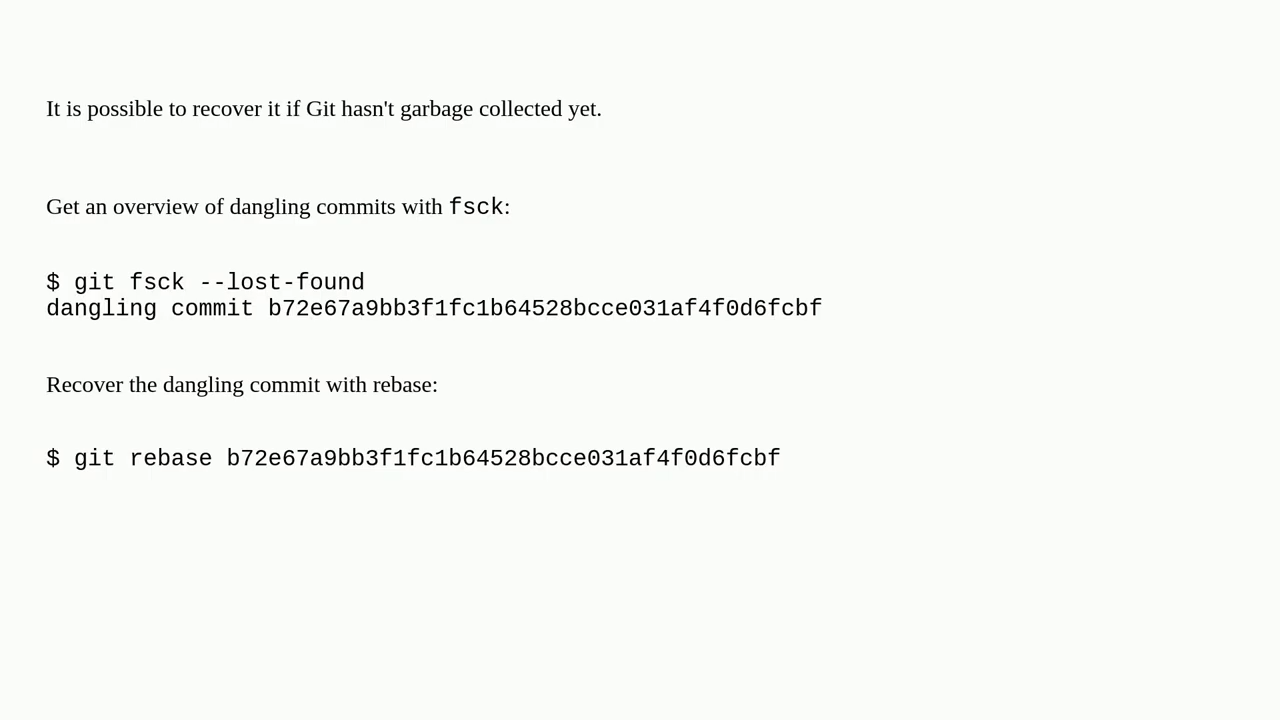 It is possible to recover it if Git hasn't garbage collected yet.
Get an overview of dangling commits with fsck:
$ git fsck --lost-found
dangling commit b72e67a9bb3f1fc1b64528bcce031af4f0d6fcbf
Recover the dangling commit with rebase:
$ git rebase b72e67a9bb3f1fc1b64528bcce031af4f0d6fcbf